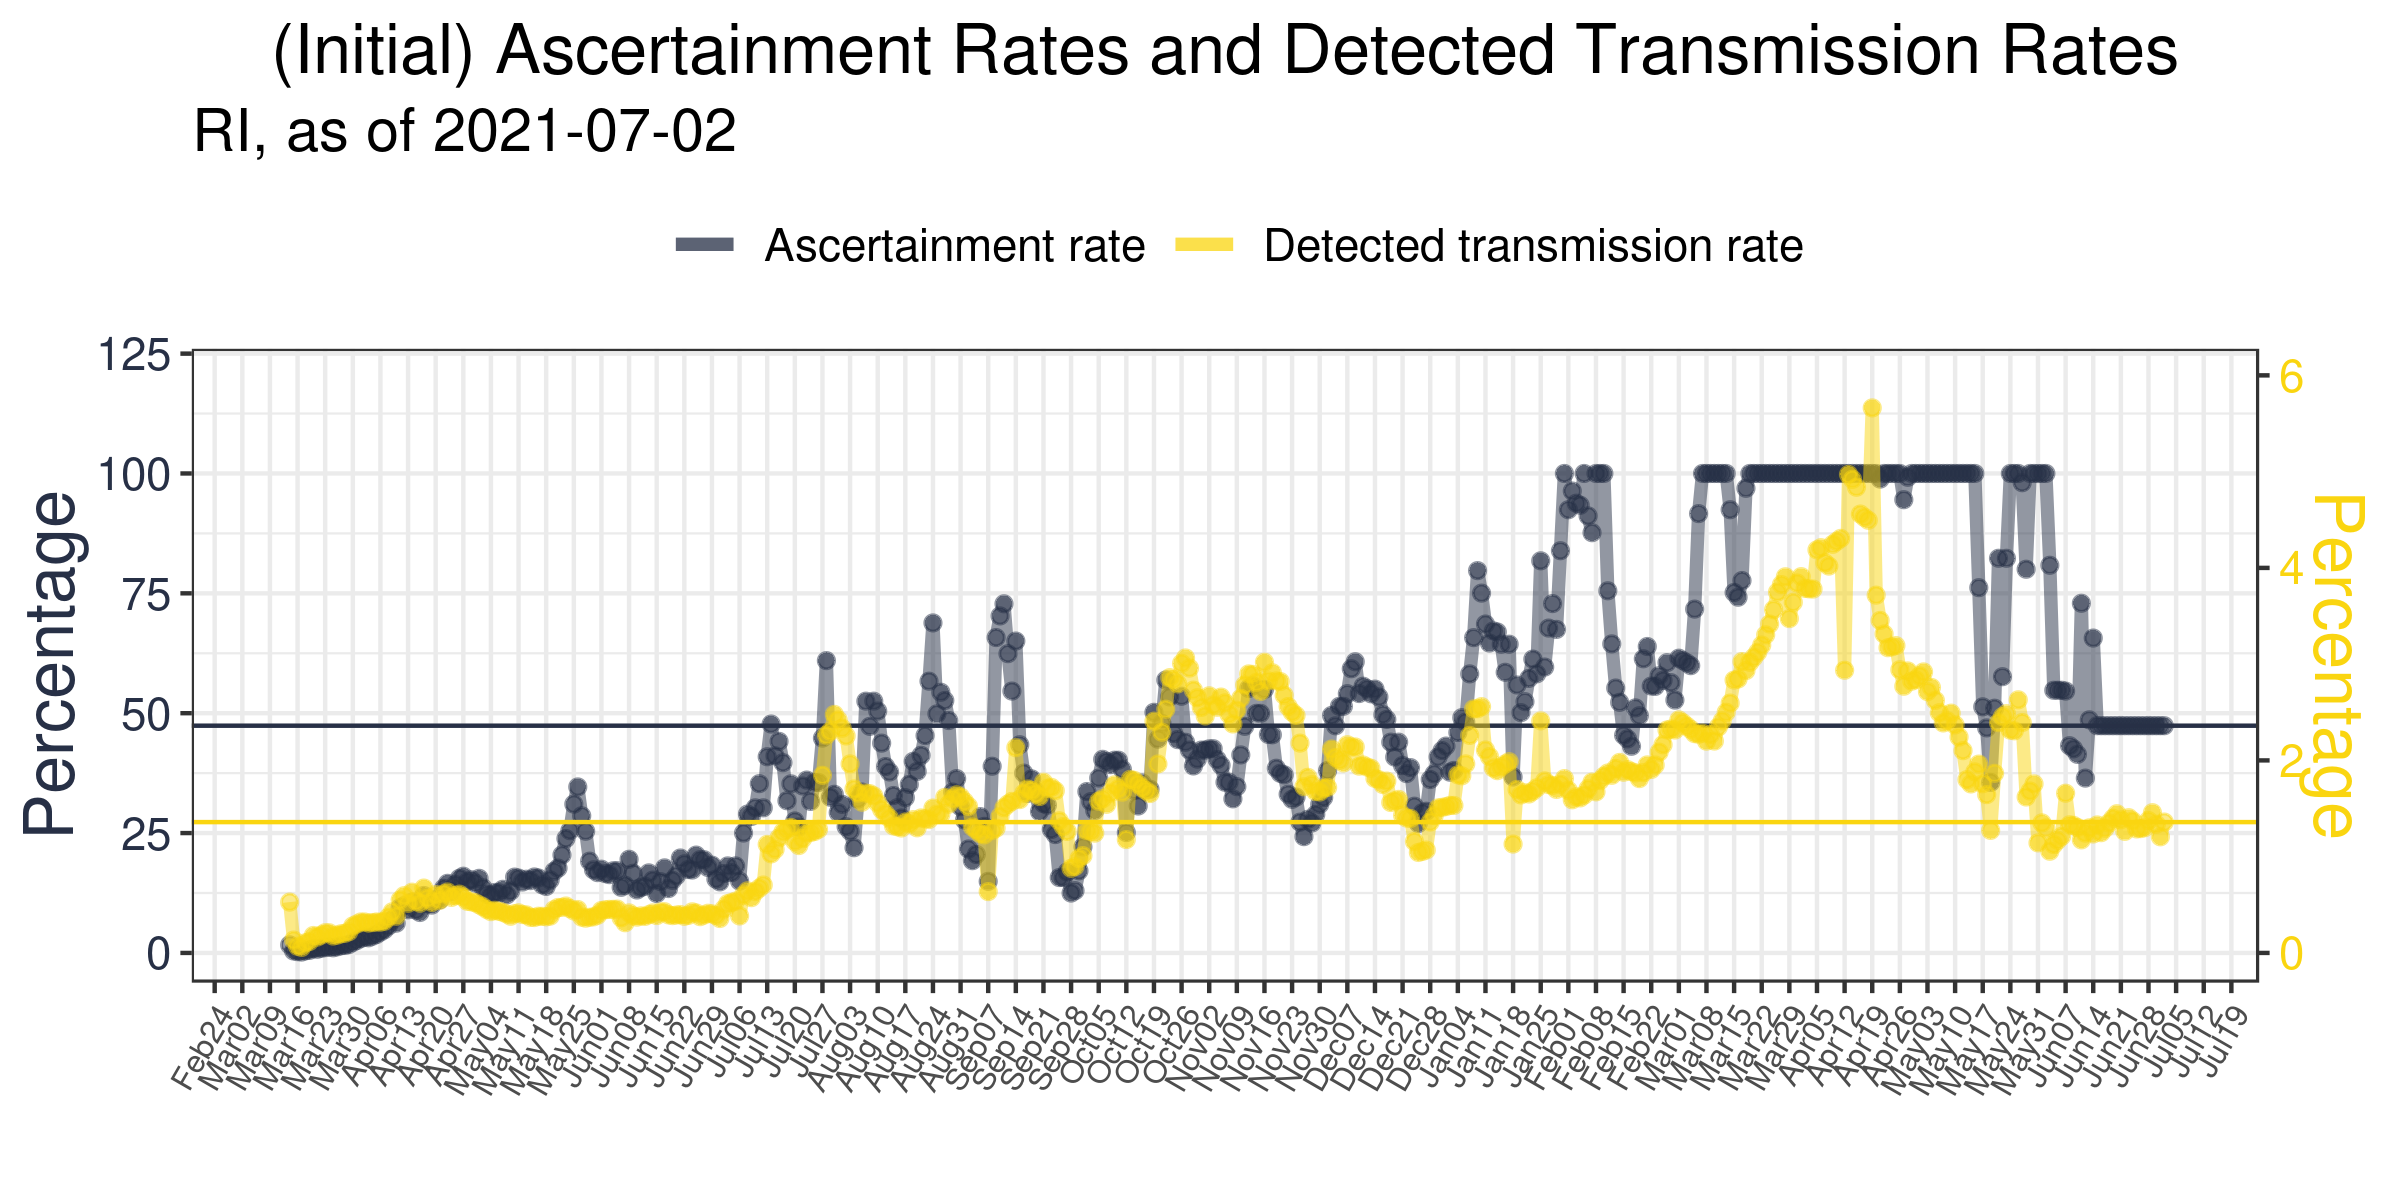 (Initial) Ascertainment Rates and Detected Transmission Rates
RI, as of 2021-07-02
Ascertainment rate Detected transmission rate
125
100
75
50
25
0
Percentage
6
4
2
0
Percentage
Feb24 Mar02 Mar09 Mar16 Mar23 Mar30 Apr06 Apr13 Apr20 Apr27 May04 May11 May18 May25 Jun01 Jun08 Jun15 Jun22 Jun29 Jul06 Jul13 Jul20 Jul27 Aug03 Aug10 Aug17 Aug24 Aug31 Sep07 Sep14 Sep21 Sep28 Oct05 Oct12 Oct19 Oct26 Nov02 Nov09 Nov16 Nov23 Nov30 Dec07 Dec14 Dec21 Dec28 Jan04 Jan11 Jan18 Jan25 Feb01 Feb08 Feb15 Feb22 Mar01 Mar08 Mar15 Mar22 Mar29 Apr05 Apr12 Apr19 Apr26 May03 May10 May17 May24 May31 Jun07 Jun14 Jun21 Jun28 Jul05 Jul12 Jul19